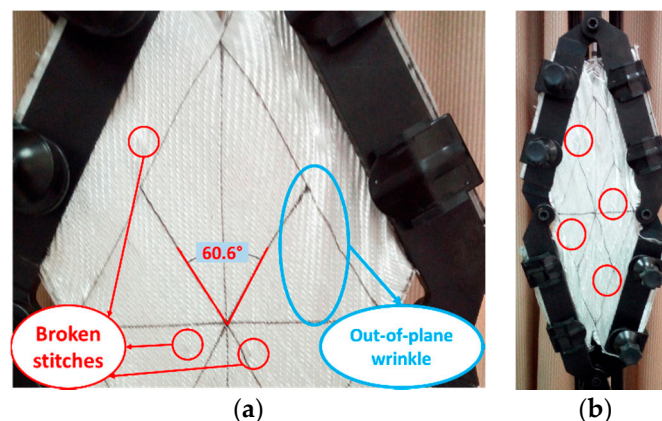 60.6°
Broken
stitches
Out-of-plane
wrinkle
(a)
(b)